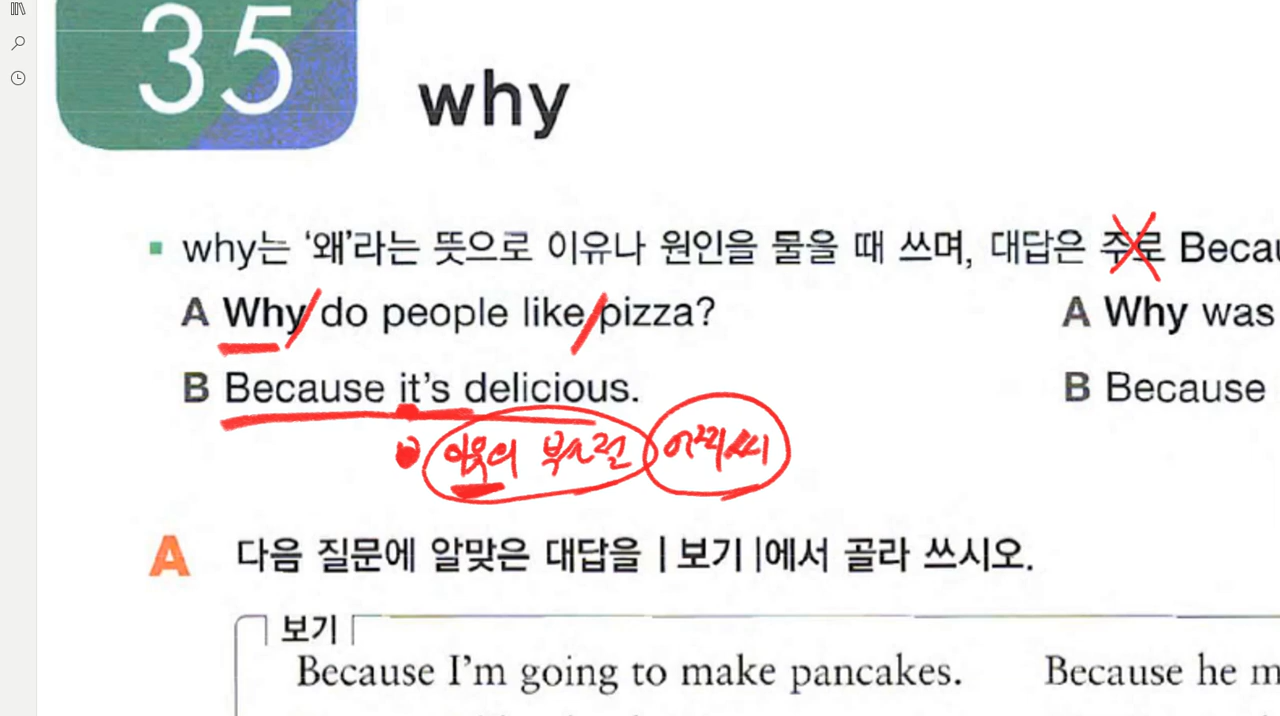 35
why
why는 '왜'라는 뜻으로 이유나 원인을 물을 때 쓰며, 대답은 주로 Becau
A Why do people like pizza?
A Why was
B Because it's delicious.
B Because
이유의 부사절
A 다음 질문에 알맞은 대답을 | 보기 |에서 골라 쓰시오.
보기
Because I'm going to make pancakes.
Because he m